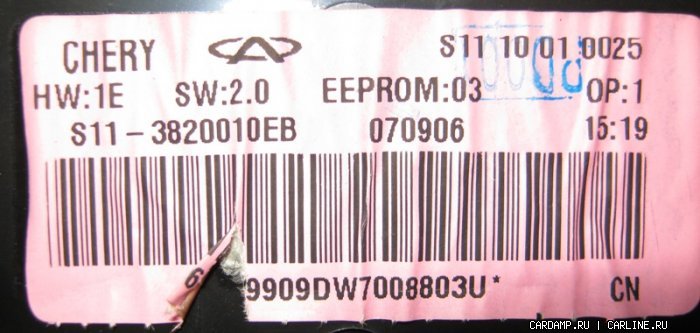 CHERY S11 10 01 0025
HW:1E SW:2.0 EEPROM:03 OP:1
S11-3820010EB 070906 15:19
9909DW7008803U* CN
CARDAMP.RU | CARLINE.RU